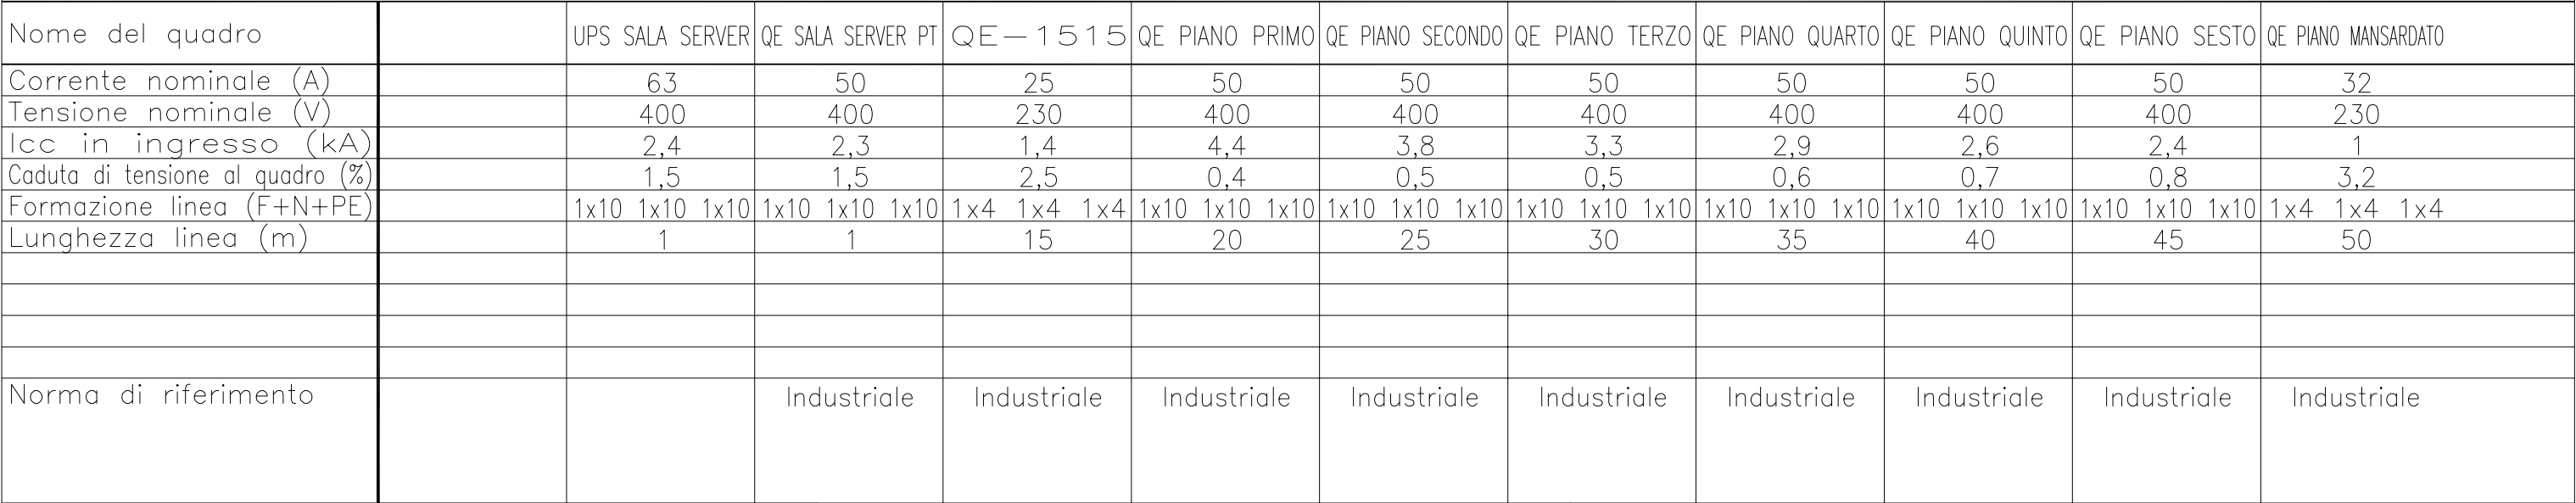 Nome del quadro UPS SALA SERVER QE SALA SERVER PT QE-1515 QE PIANO PRIMO QE PIANO SECONDO QE PIANO TERZO QE PIANO QUARTO QE PIANO QUINTO QE PIANO SESTO QE PIANO MANSARDATO
Corrente nominale (A) 63 50 25 50 50 50 50 50 50 32
Tensione nominale (V) 400 400 230 400 400 400 400 400 400 230
Icc in ingresso (kA) 2,4 2,3 1,4 4,4 3,8 3,3 2,9 2,6 2,4 1
Caduta di tensione al quadro (%) 1,5 1,5 2,5 0,4 0,5 0,5 0,6 0,7 0,8 3,2
Formazione linea (F+N+PE) 1x10 1x10 1x10 1x10 1x10 1x10 1x4 1x4 1x4 1x10 1x10 1x10 1x10 1x10 1x10 1x10 1x10 1x10 1x10 1x10 1x10 1x10 1x10 1x10 1x10 1x10 1x10 1x4 1x4 1x4
Lunghezza linea (m) 1 1 15 20 25 30 35 40 45 50
Norma di riferimento Industriale Industriale Industriale Industriale Industriale Industriale Industriale Industriale Industriale